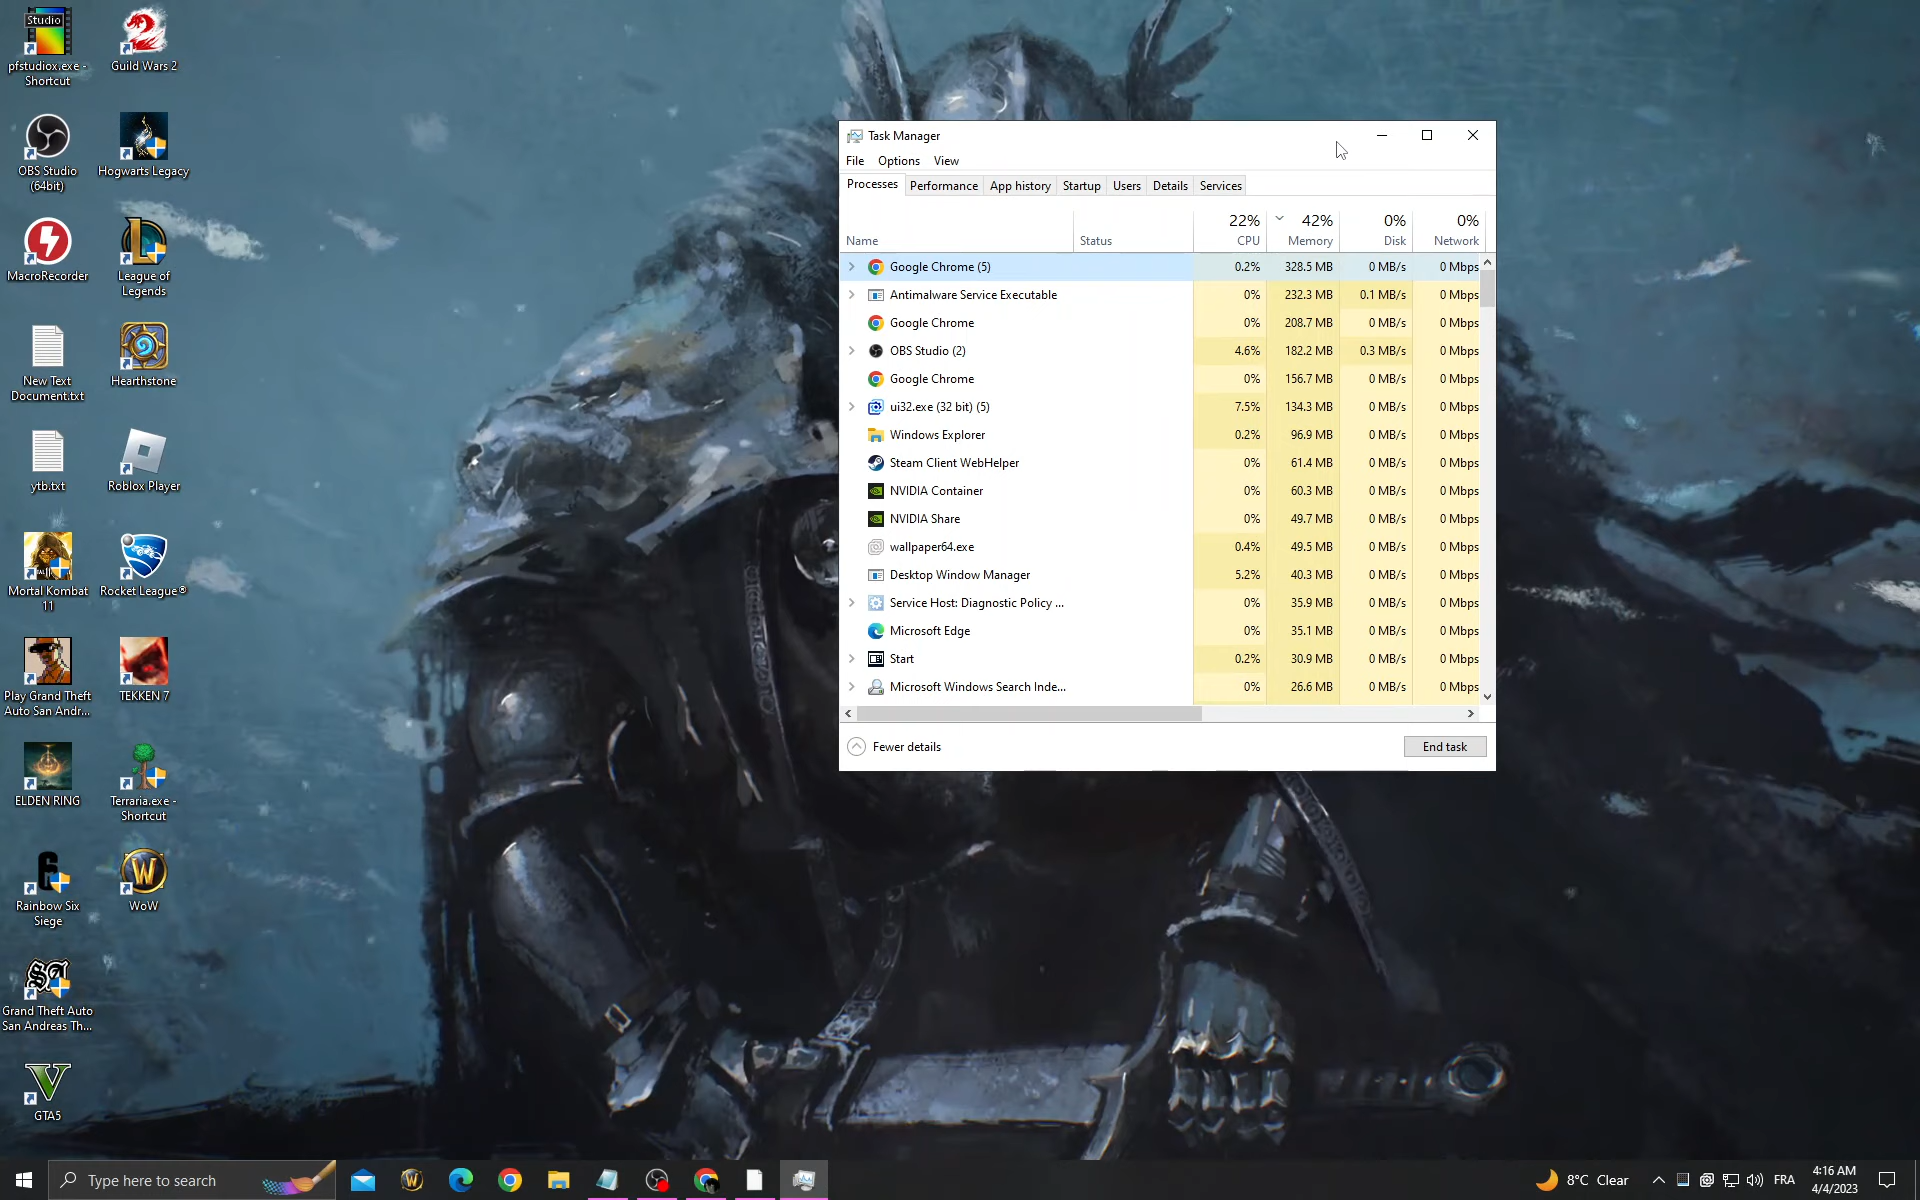 Studio
pfstudiox.exe -
Shortcut
Guild Wars 2
OBS Studio
(64bit)
Hogwarts Legacy
MacroRecorder
League of
Legends
New Text
Document.txt
Hearthstone
ytb.txt
Roblox Player
Mortal Kombat
11
Rocket League®
Play Grand Theft
Auto San Andr...
TEKKEN 7
ELDEN RING
Terraria.exe -
Shortcut
Rainbow Six
Siege
WoW
Grand Theft Auto
San Andreas Th...
GTA5
Task Manager
File Options View
Processes Performance App history Startup Users Details Services
22% 42% 0% 0%
Name Status CPU Memory Disk Network
Google Chrome (5) 0.2% 328.5 MB 0 MB/s 0 Mbps
Antimalware Service Executable 0% 232.3 MB 0.1 MB/s 0 Mbps
Google Chrome 0% 208.7 MB 0 MB/s 0 Mbps
OBS Studio (2) 4.6% 182.2 MB 0.3 MB/s 0 Mbps
Google Chrome 0% 156.7 MB 0 MB/s 0 Mbps
ui32.exe (32 bit) (5) 7.5% 134.3 MB 0 MB/s 0 Mbps
Windows Explorer 0.2% 96.9 MB 0 MB/s 0 Mbps
Steam Client WebHelper 0% 61.4 MB 0 MB/s 0 Mbps
NVIDIA Container 0% 60.3 MB 0 MB/s 0 Mbps
NVIDIA Share 0% 49.7 MB 0 MB/s 0 Mbps
wallpaper64.exe 0.4% 49.5 MB 0 MB/s 0 Mbps
Desktop Window Manager 5.2% 40.3 MB 0 MB/s 0 Mbps
Service Host: Diagnostic Policy ... 0% 35.9 MB 0 MB/s 0 Mbps
Microsoft Edge 0% 35.1 MB 0 MB/s 0 Mbps
Start 0.2% 30.9 MB 0 MB/s 0 Mbps
Microsoft Windows Search Inde... 0% 26.6 MB 0 MB/s 0 Mbps
Fewer details End task
Type here to search
8°C Clear
FRA
4:16 AM
4/4/2023